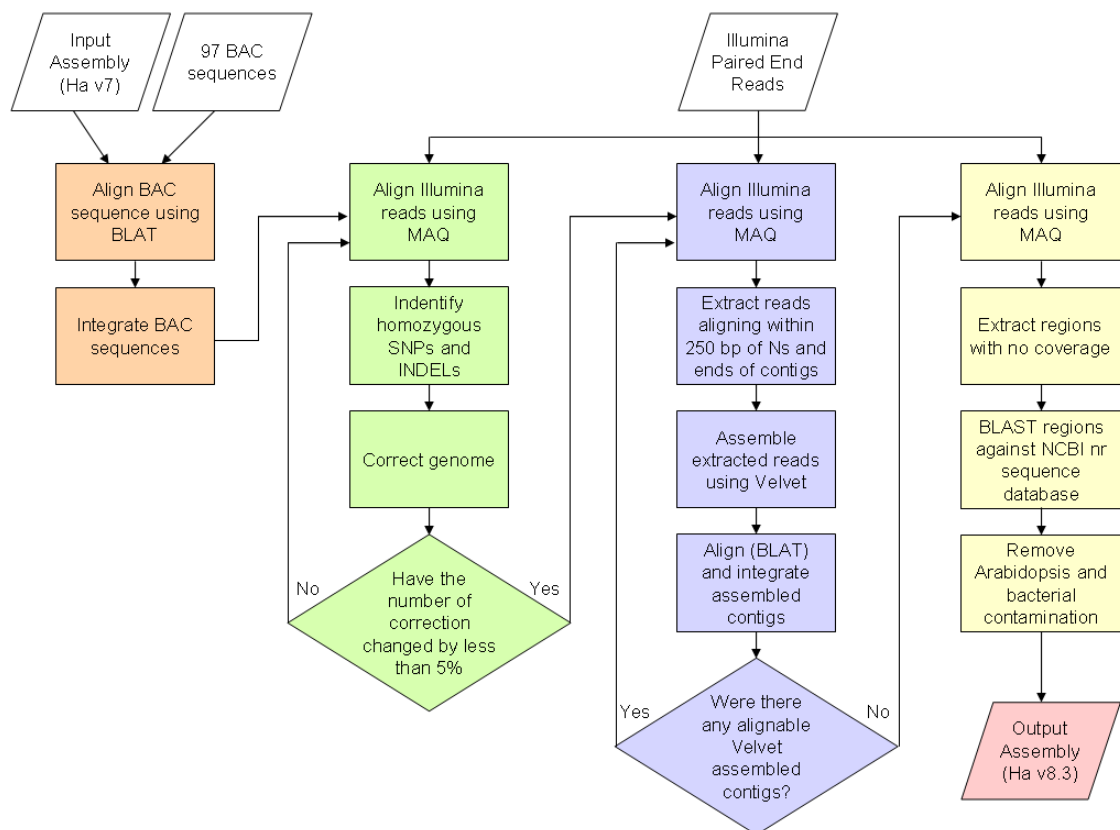 Input
Assembly
(Ha v7)
97 BAC
sequences
Illumina
Paired End
Reads
Align BAC
sequence using
BLAT
Integrate BAC
sequences
Align Illumina
reads using
MAQ
Indentify
homozygous
SNPs and
INDELs
Correct genome
No
Have the
number of
correction
changed by less
than 5%
Yes
Align Illumina
reads using
MAQ
Extract reads
aligning within
250 bp of Ns and
ends of contigs
Assemble
extracted reads
using Velvet
Align (BLAT)
and integrate
assembled
contigs
Yes
Were there
any alignable
Velvet
assembled
contigs?
No
Align Illumina
reads using
MAQ
Extract regions
with no coverage
BLAST regions
against NCBI nr
sequence
database
Remove
Arabidopsis and
bacterial
contamination
Output
Assembly
(Ha v8.3)